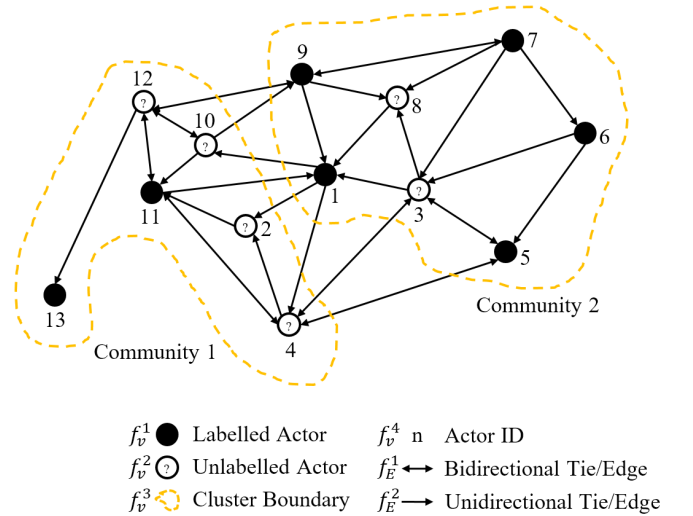 7
9
12
?
?
8
10
?
6
1
?
11
3
?
2
5
13
?
4
Community 2
Community 1
f_v^1 Labelled Actor
f_v^4 n Actor ID
f_v^2 ? Unlabelled Actor
f_E^1 Bidirectional Tie/Edge
f_v^3 Cluster Boundary
f_E^2 Unidirectional Tie/Edge